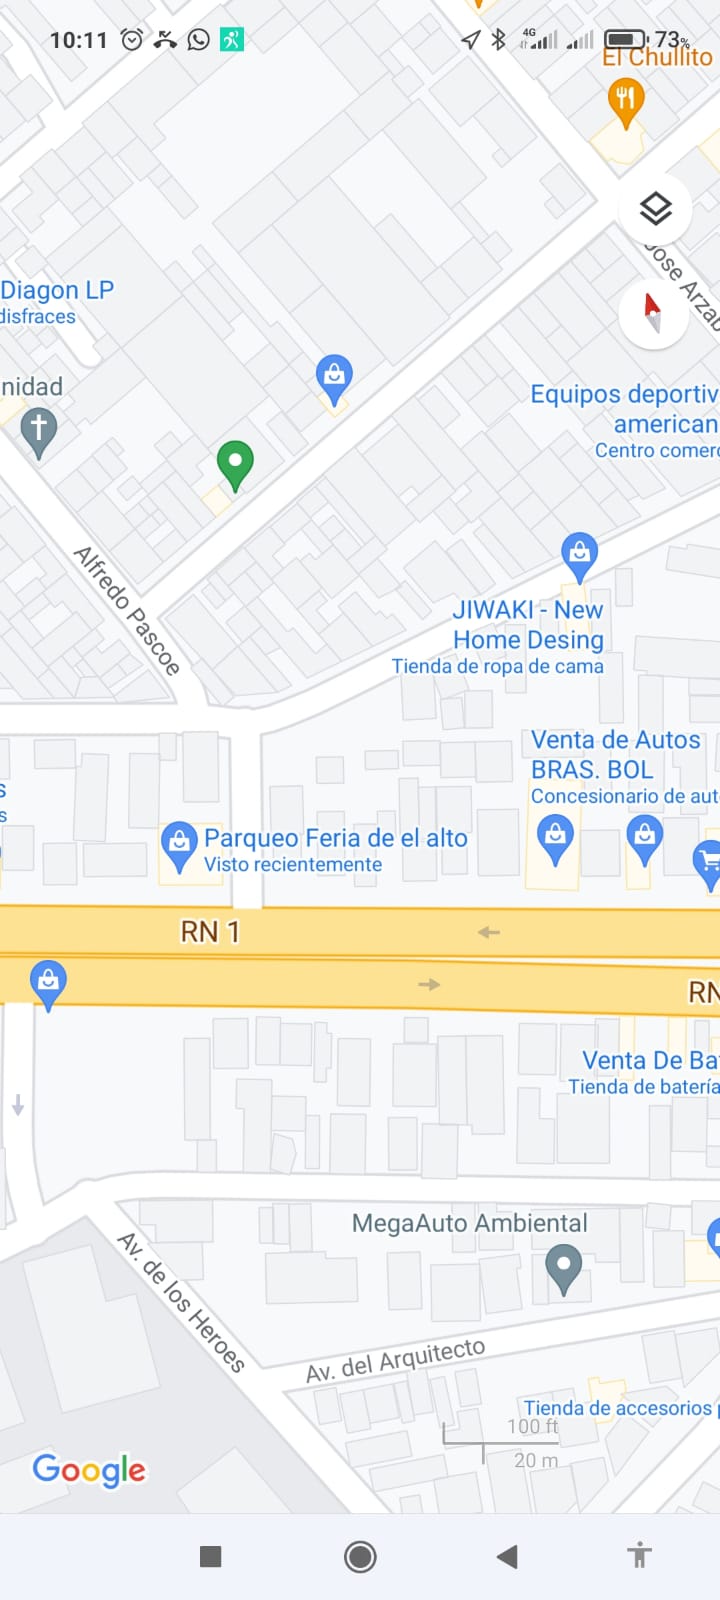 10:11
4G
73%
El Chullito
Jose Arzab
Diagon LP
disfraces
nidad
Equipos deportiv
american
Centro comerc
Alfredo Pascoe
JIWAKI - New
Home Desing
Tienda de ropa de cama
Venta de Autos
BRAS. BOL
Concesionario de aut
s
s
Parqueo Feria de el alto
Visto recientemente
RN 1
RN
Venta De Ba
Tienda de batería
MegaAuto Ambiental
Av. de los Heroes
Av. del Arquitecto
Tienda de accesorios p
100 ft
20 m
Google